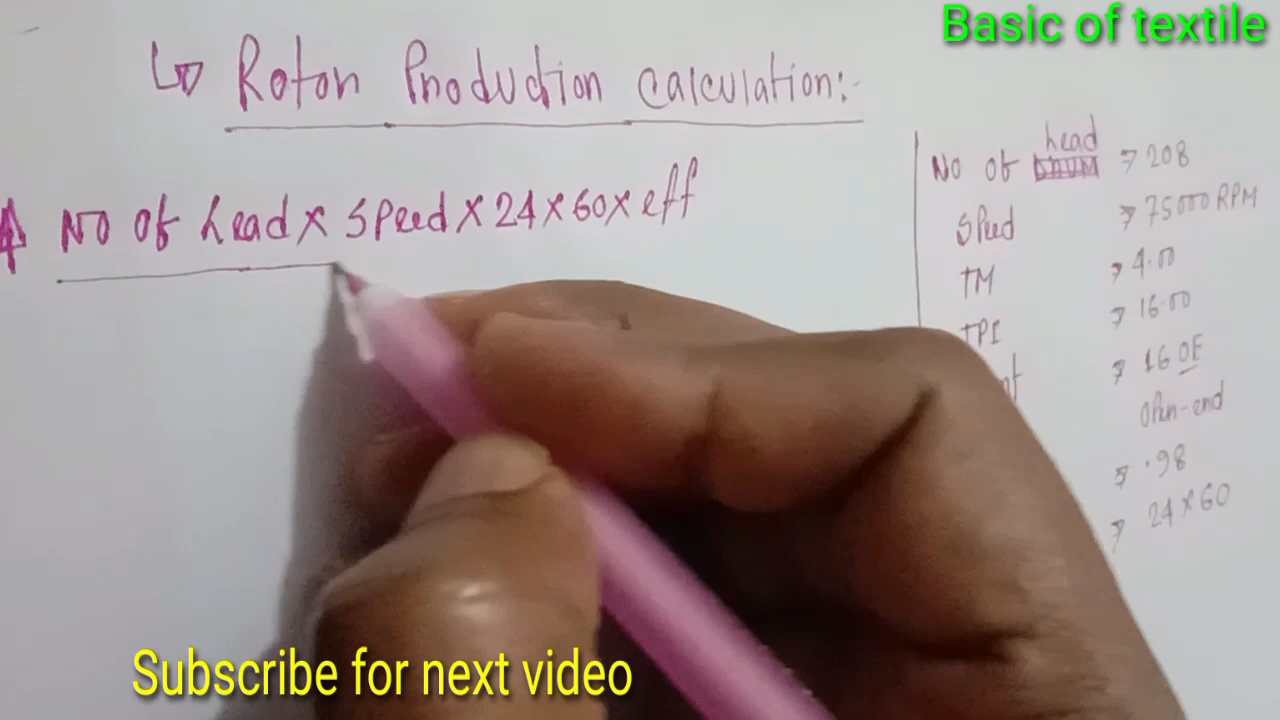 Basic of textile
Rotor Production calculation:-
No of head × Speed × 24 × 60 × eff
No of head → 208
Speed → 75000 RPM
TM → 4.00
TPI → 16.00
→ 16 OE
open-end
→ .98
→ 24 × 60
Subscribe for next video